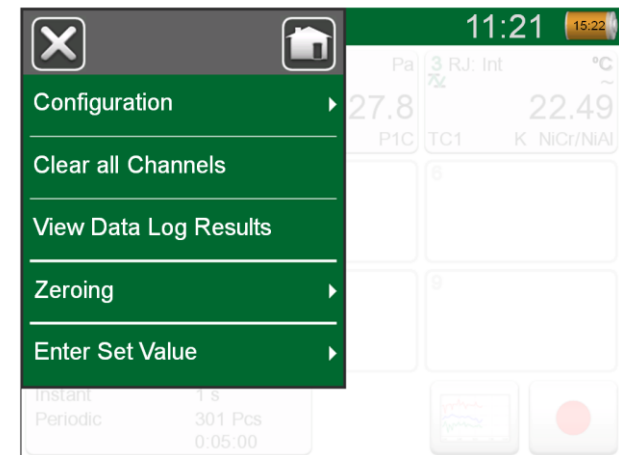 11:21 15:22
Configuration
Clear all Channels
View Data Log Results
Zeroing
Enter Set Value
Pa
27.8
P1C
3 RJ: Int °C
22.49
TC1 K NiCr/NiAl
6
9
Instant 1 s
Periodic 301 Pcs
0:05:00